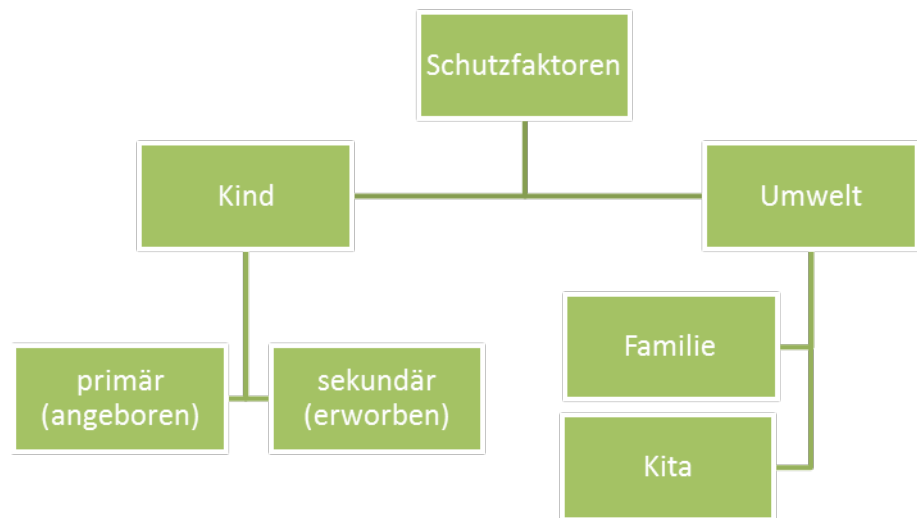 Schutzfaktoren
Kind
Umwelt
Familie
primär
(angeboren)
sekundär
(erworben)
Kita